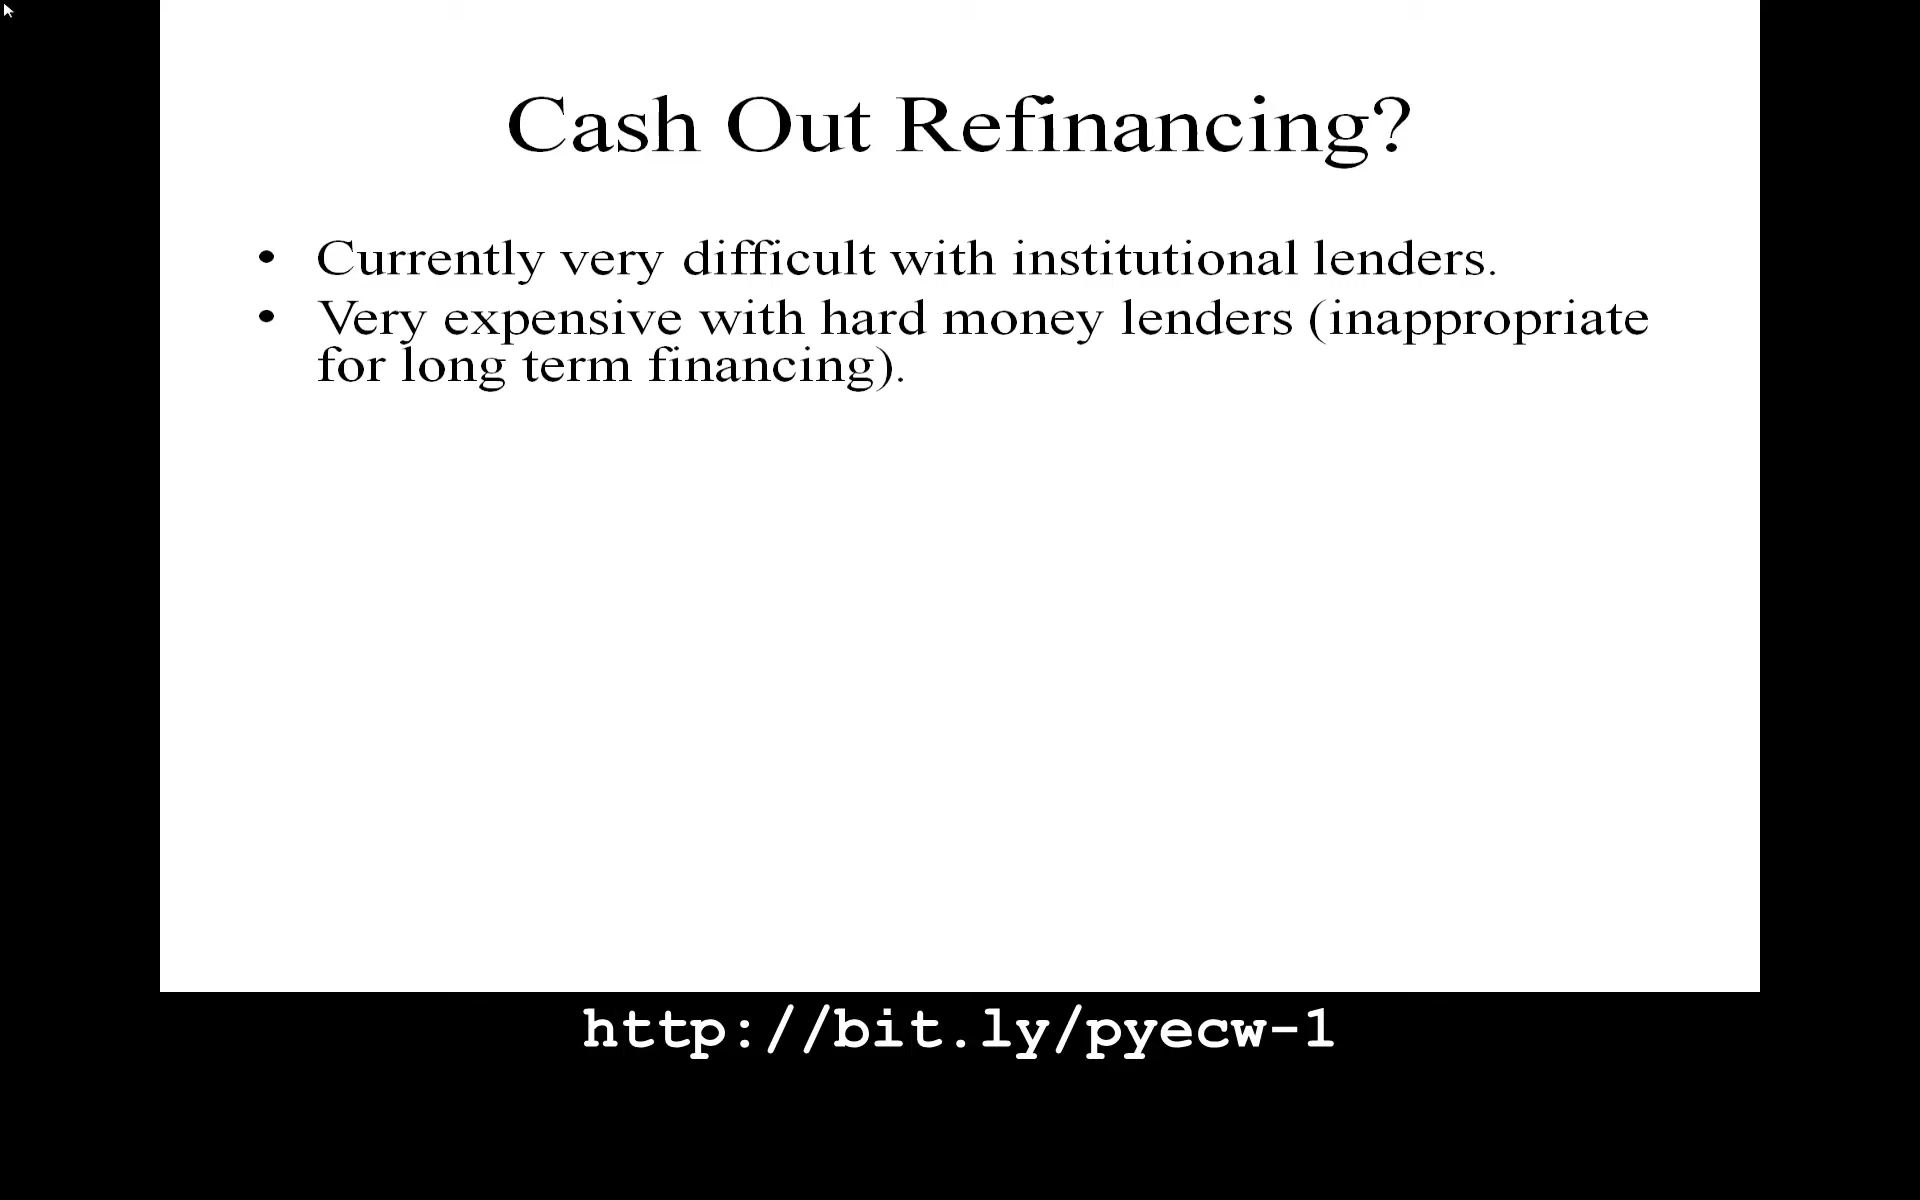 Cash Out Refinancing?
• Currently very difficult with institutional lenders.
• Very expensive with hard money lenders (inappropriate
for long term financing).
http://bit.ly/pyecw-1